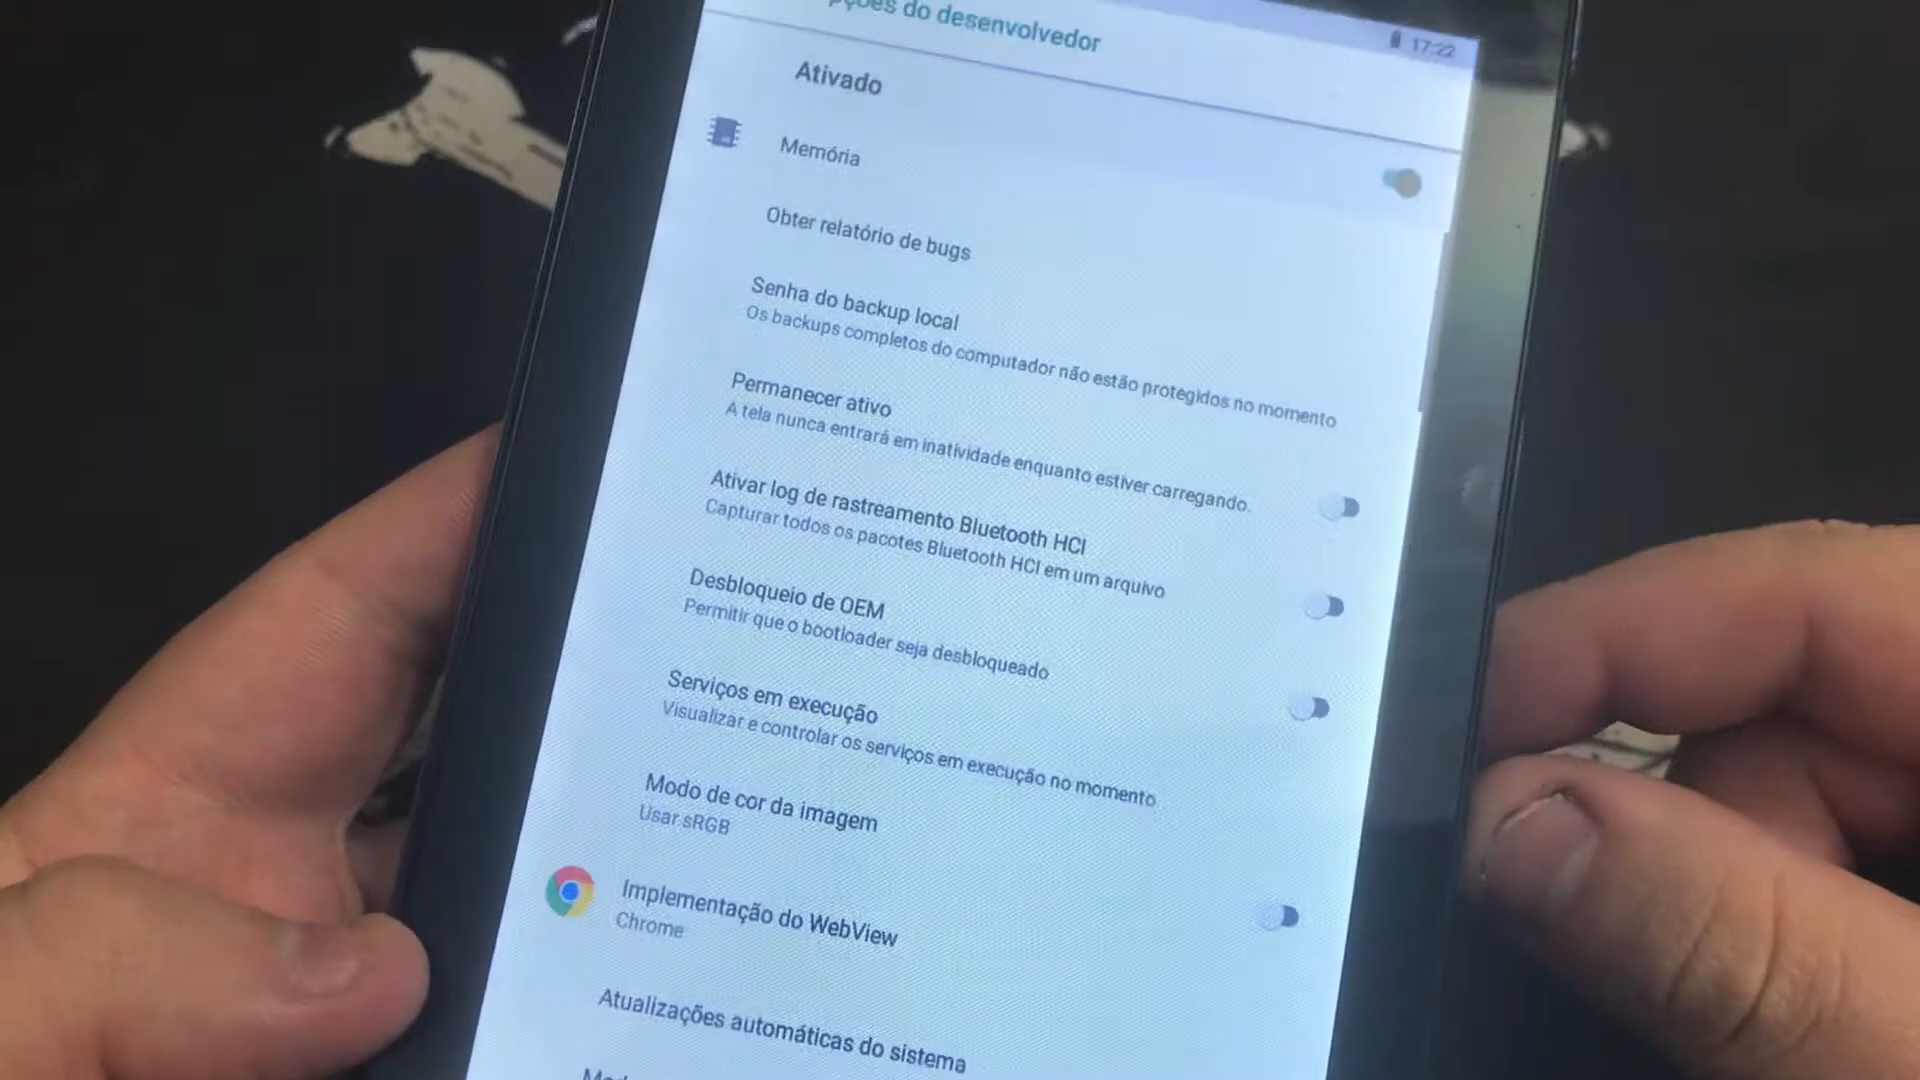 17:22
pções do desenvolvedor
Ativado
Memória
Obter relatório de bugs
Senha do backup local
Os backups completos do computador não estão protegidos no momento
Permanecer ativo
A tela nunca entrará em inatividade enquanto estiver carregando.
Ativar log de rastreamento Bluetooth HCI
Capturar todos os pacotes Bluetooth HCI em um arquivo
Desbloqueio de OEM
Permitir que o bootloader seja desbloqueado
Serviços em execução
Visualizar e controlar os serviços em execução no momento
Modo de cor da imagem
Usar sRGB
Implementação do WebView
Chrome
Atualizações automáticas do sistema